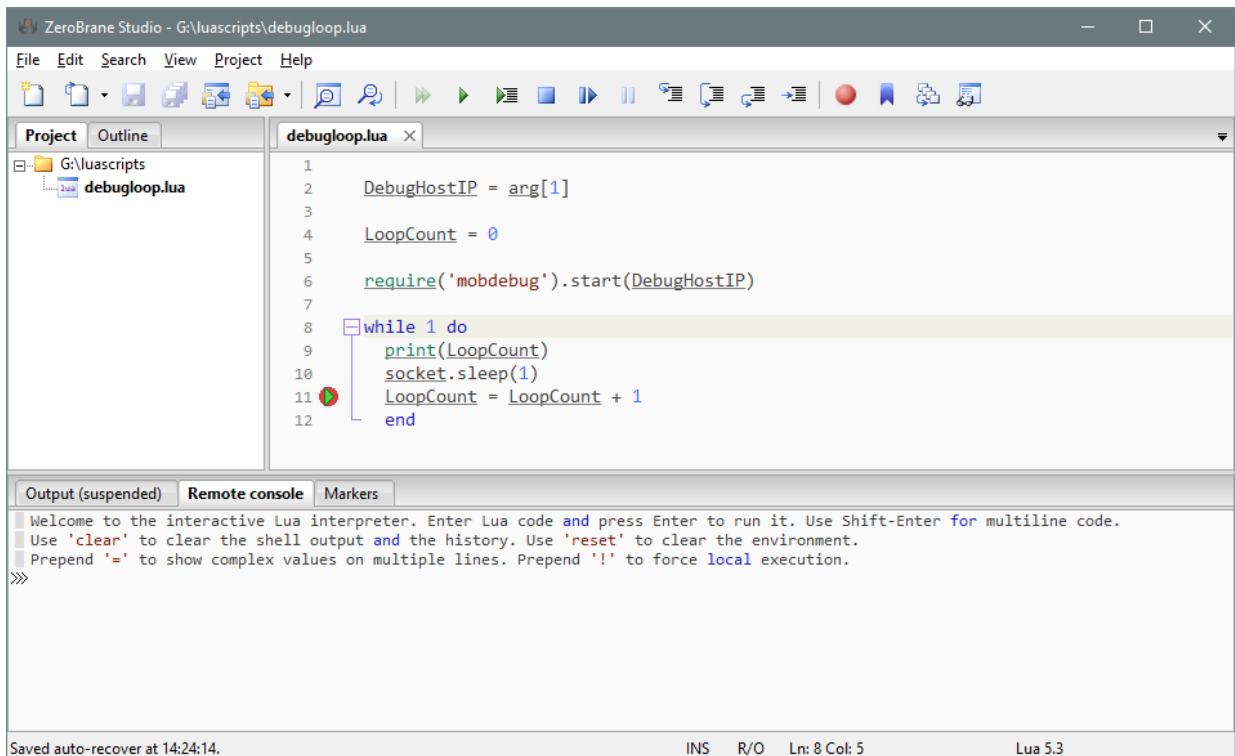 ZeroBrane Studio - G:\luascripts\debugloop.lua
File Edit Search View Project Help
Project Outline
G:\luascripts
lua debugloop.lua
debugloop.lua
1
2 DebugHostIP = arg[1]
3
4 LoopCount = 0
5
6 require('mobdebug').start(DebugHostIP)
7
8 while 1 do
9 print(LoopCount)
10 socket.sleep(1)
11 LoopCount = LoopCount + 1
12 end
Output (suspended) Remote console Markers
Welcome to the interactive Lua interpreter. Enter Lua code and press Enter to run it. Use Shift-Enter for multiline code.
Use 'clear' to clear the shell output and the history. Use 'reset' to clear the environment.
Prepend '=' to show complex values on multiple lines. Prepend '!' to force local execution.
>>>
Saved auto-recover at 14:24:14. INS R/O Ln: 8 Col: 5 Lua 5.3